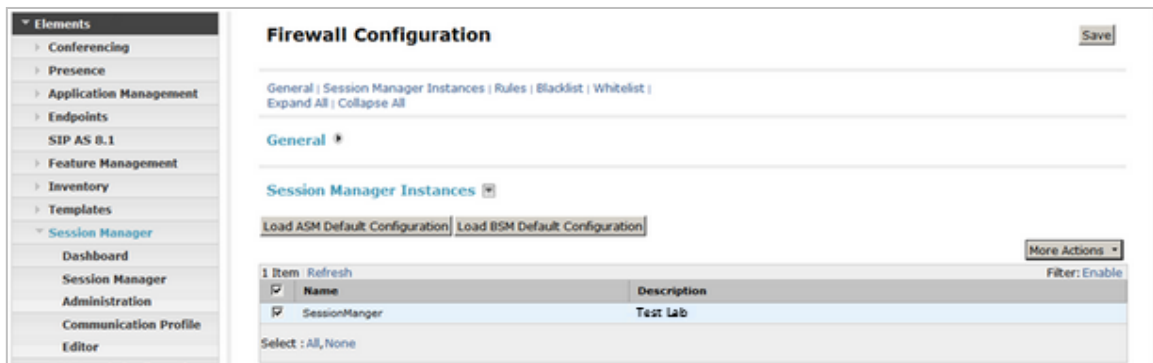 Elements
Conferencing
Presence
Application Management
Endpoints
SIP AS 8.1
Feature Management
Inventory
Templates
Session Manager
Dashboard
Session Manager
Administration
Communication Profile
Editor
Firewall Configuration
Save
General | Session Manager Instances | Rules | Blacklist | Whitelist |
Expand All | Collapse All
General
Session Manager Instances
Load ASM Default Configuration Load BSM Default Configuration
More Actions
1 Item Refresh Filter: Enable
Name Description
SessionManger Test Lab
Select : All, None